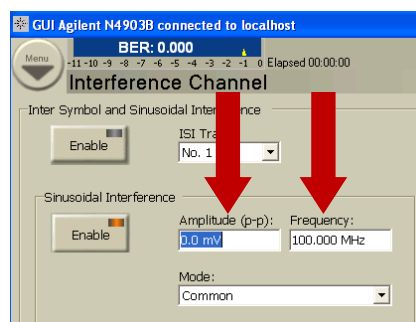 GUI Agilent N4903B connected to localhost
Menu
BER: 0.000
-11 -10 -9 -8 -7 -6 -5 -4 -3 -2 -1 0 Elapsed 00:00:00
Interference Channel
Inter Symbol and Sinusoidal
Enable
ISI
No. 1
Sinusoidal Interference
Enable
Amplitude (p-p): Frequency:
0.0 mV 100.000 MHz
Mode:
Common